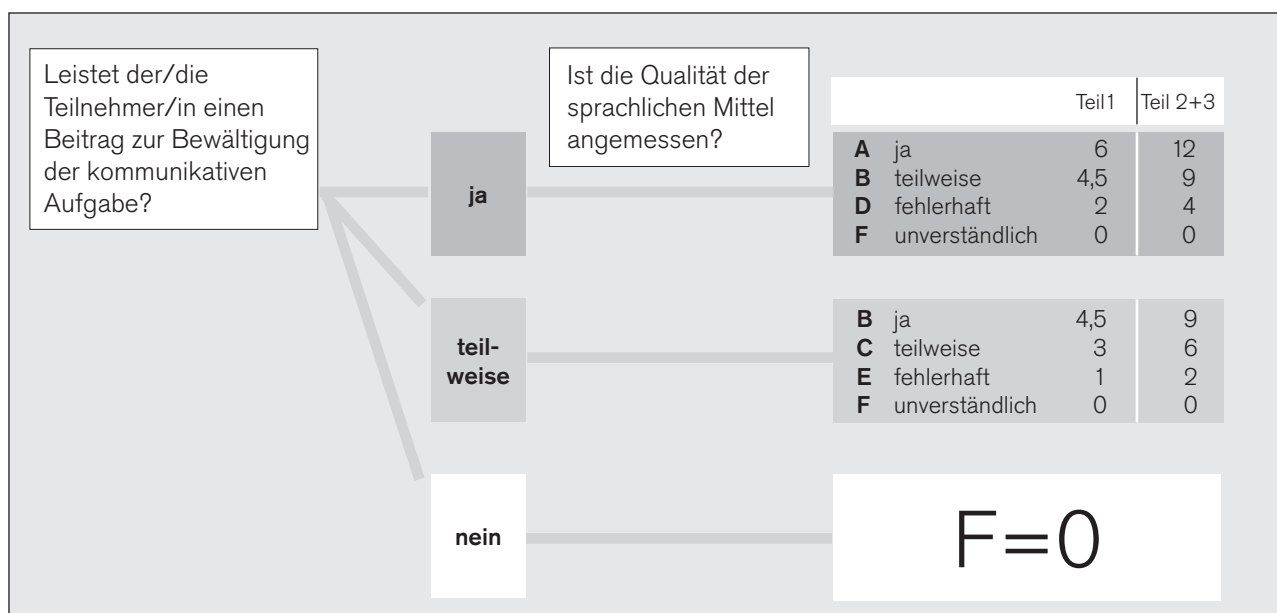 Leistet der/die
Teilnehmer/in einen
Beitrag zur Bewältigung
der kommunikativen
Aufgabe?
Ist die Qualität der
sprachlichen Mittel
angemessen?
Teil1 Teil 2+3
ja
A ja 6 12
B teilweise 4,5 9
D fehlerhaft 2 4
F unverständlich 0 0
teil-
weise
B ja 4,5 9
C teilweise 3 6
E fehlerhaft 1 2
F unverständlich 0 0
nein
F=0